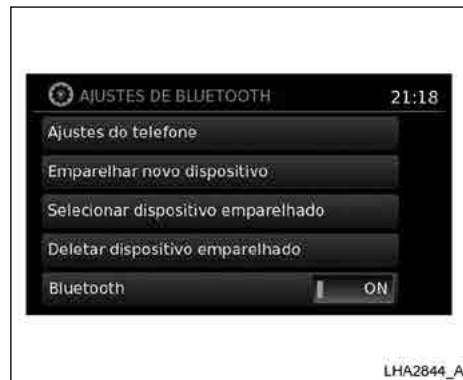 AJUSTES DE BLUETOOTH 21:18
Ajustes do telefone
Emparelhar novo dispositivo
Selecionar dispositivo emparelhado
Deletar dispositivo emparelhado
Bluetooth ON
LHA2844_A